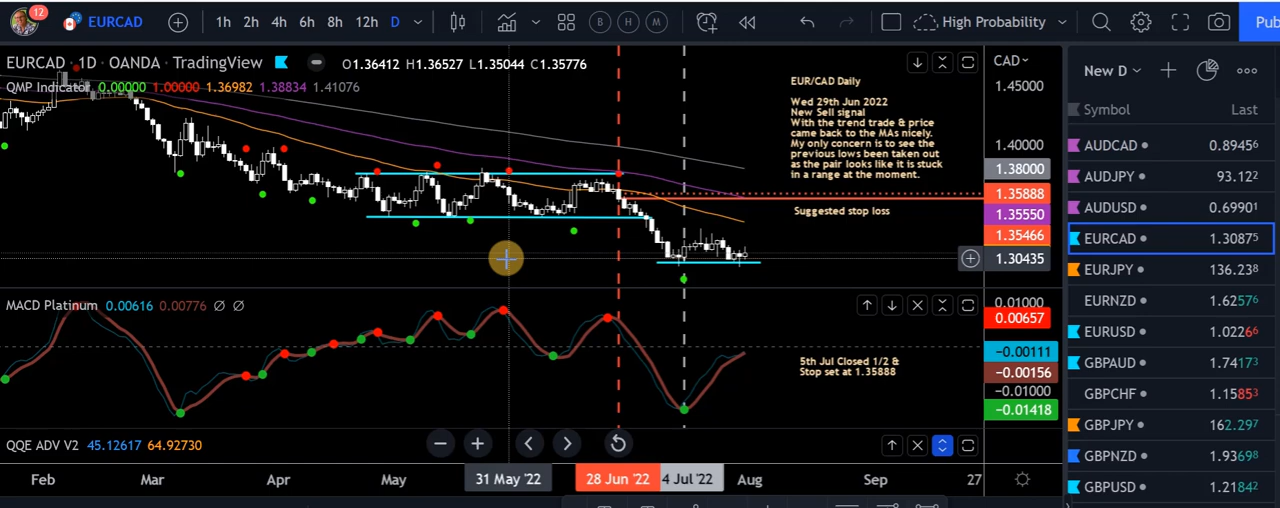 12
EURCAD
1h 2h 4h 6h 8h 12h D
B H M
High Probability
Pub
EURCAD · 1D · OANDA · TradingView
O1.36412 H1.36527 L1.35044 C1.35776
CAD
QMP Indicator 0.00000 1.00000 1.36982 1.38834 1.41076
EUR/CAD Daily
Wed 29th Jun 2022
New Sell signal
With the trend trade & price
came back to the MAs nicely.
My only concern is to see the
previous lows been taken out
as the pair looks like it is stuck
in a range at the moment.
Suggested stop loss
1.45000
1.40000
1.38000
1.35888
1.35550
1.35466
1.30435
MACD Platinum 0.00616 0.00776 Ø Ø
5th Jul Closed 1/2 &
Stop set at 1.35888
0.01000
0.00657
−0.00111
−0.00156
−0.01000
−0.01418
QQE ADV V2 45.12617 64.92730
Feb Mar Apr May 31 May '22 28 Jun '22 4 Jul '22 Aug Sep 27
New D
Symbol Last
AUDCAD 0.89456
AUDJPY 93.122
AUDUSD 0.69901
EURCAD 1.30875
EURJPY 136.238
EURNZD 1.62576
EURUSD 1.02266
GBPAUD 1.74173
GBPCHF 1.15853
GBPJPY 162.297
GBPNZD 1.93698
GBPUSD 1.21842